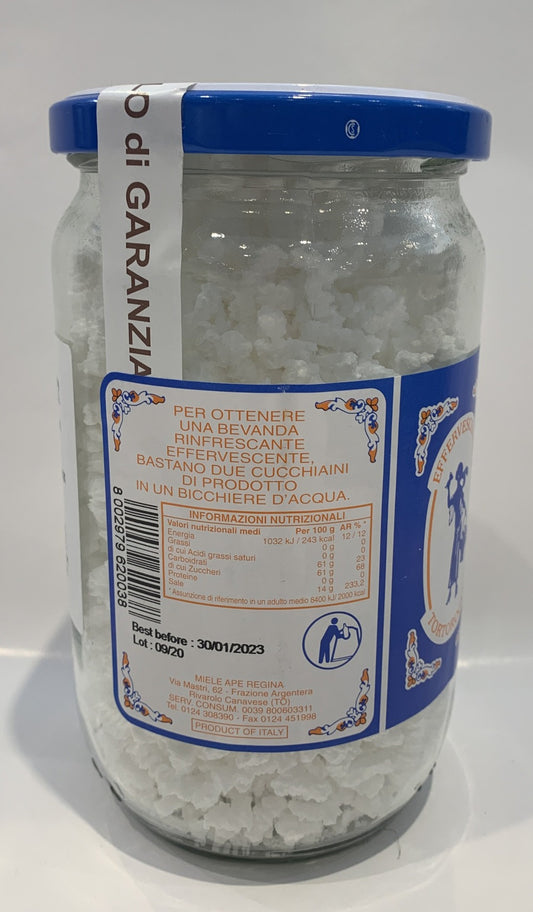 LO di GARANZIA
PER OTTENERE
UNA BEVANDA
RINFRESCANTE
EFFERVESCENTE,
BASTANO DUE CUCCHIAINI
DI PRODOTTO
IN UN BICCHIERE D'ACQUA.
INFORMAZIONI NUTRIZIONALI
Valori nutrizionali medi Per 100 g AR % *
Energia 1032 kJ / 243 kcal 12 / 12
Grassi 0 g 0
di cui Acidi grassi saturi 0 g 0
Carboidrati 61 g 23
di cui Zuccheri 61 g 68
Proteine 0 g 0
Sale 14 g 233,2
* Assunzione di riferimento in un adulto medio 8400 kJ/ 2000 kcal
8 002979 620038
Best before : 30/01/2023
Lot : 09/20
MIELE APE REGINA
Via Mastri, 62 - Frazione Argentera
Rivarolo Canavese (TO)
SERV. CONSUM. 0039 800603311
Tel. 0124 308390 - Fax 0124 451998
PRODUCT OF ITALY